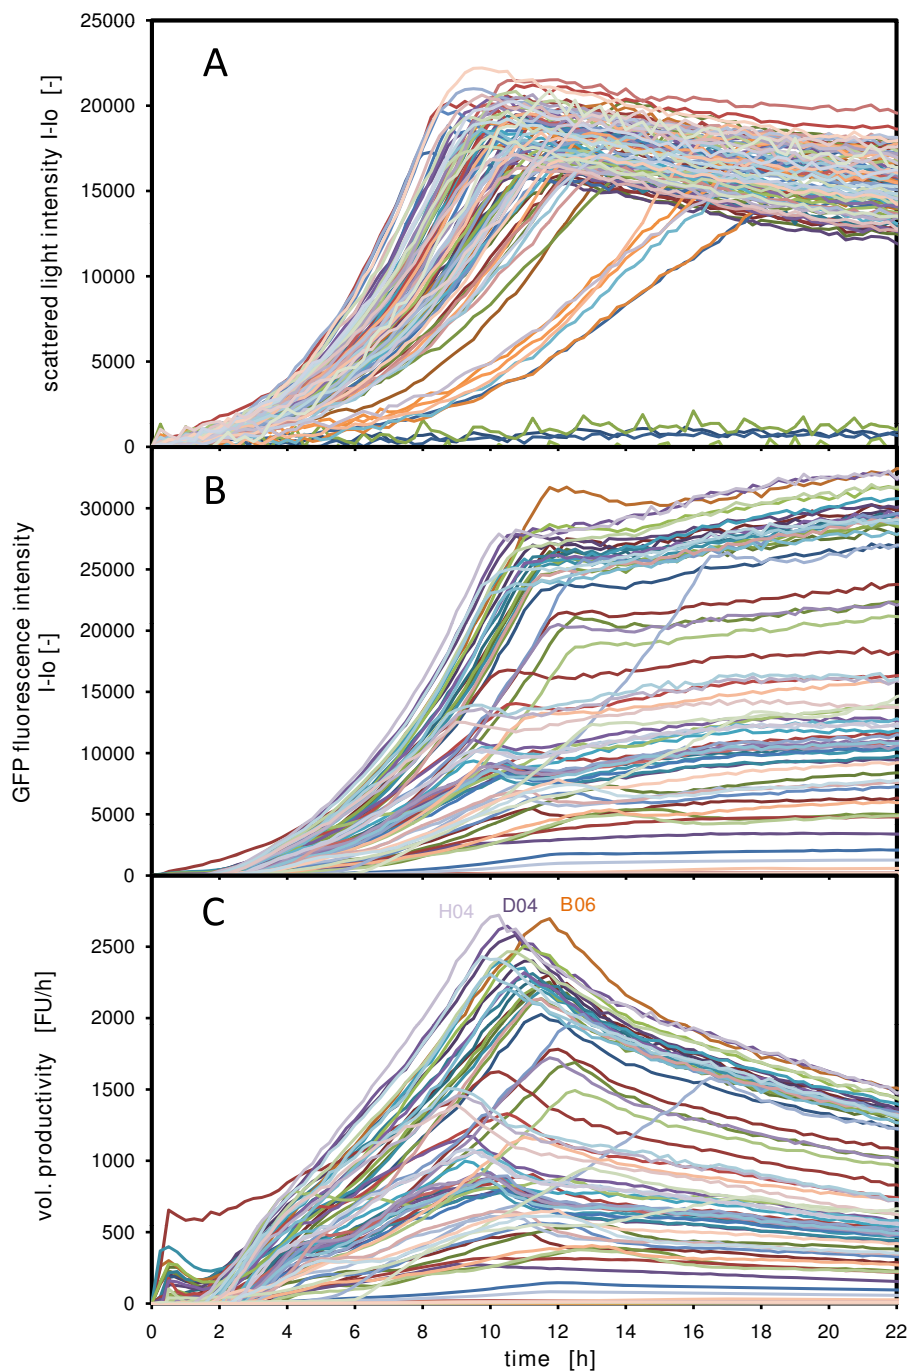 25000
A
20000
15000
10000
5000
0
scattered light intensity I-Io [-]
B
30000
25000
20000
15000
10000
5000
0
GFP fluorescence intensity
I-Io [-]
C
H04 D04 B06
2500
2000
1500
1000
500
0
vol. productivity [FU/h]
0 2 4 6 8 10 12 14 16 18 20 22
time [h]